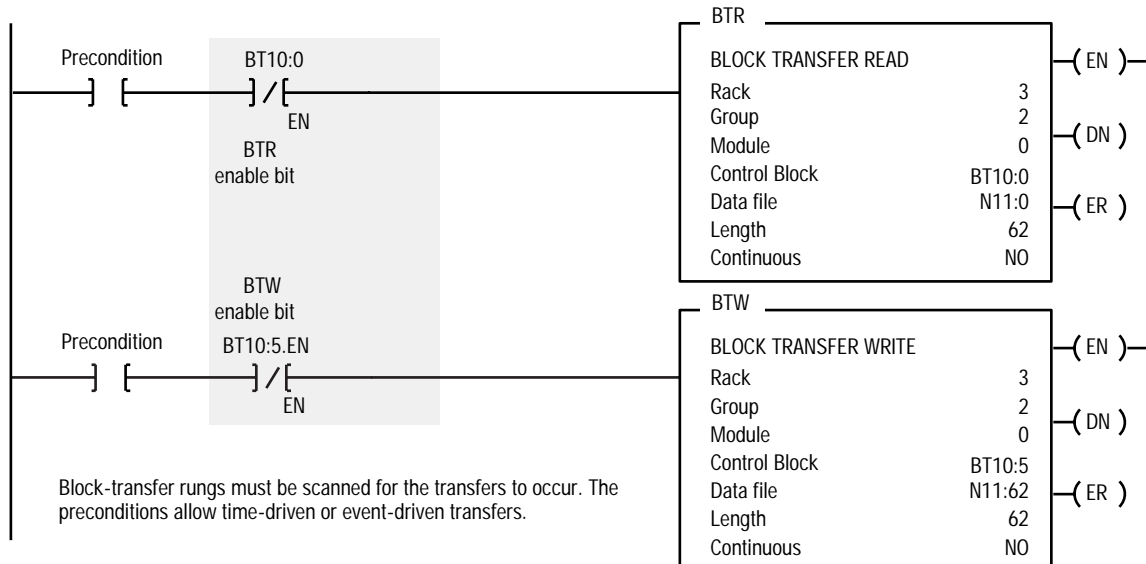 BTR
Precondition
BT10:0
BLOCK TRANSFER READ
EN
Rack 3
EN
Group 2
DN
BTR
Module 0
enable bit
Control Block BT10:0
Data file N11:0
ER
Length 62
Continuous NO
BTW
enable bit
BTW
Precondition
BT10:5.EN
BLOCK TRANSFER WRITE
EN
Rack 3
EN
Group 2
DN
Module 0
Control Block BT10:5
Block-transfer rungs must be scanned for the transfers to occur. The
preconditions allow time-driven or event-driven transfers.
Data file N11:62
ER
Length 62
Continuous NO